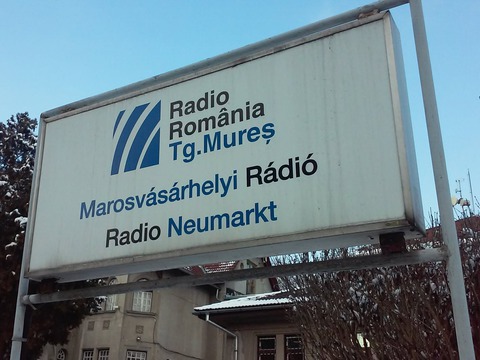 Radio
România
Tg.Mureș
Marosvásárhelyi Rádió
Radio Neumarkt